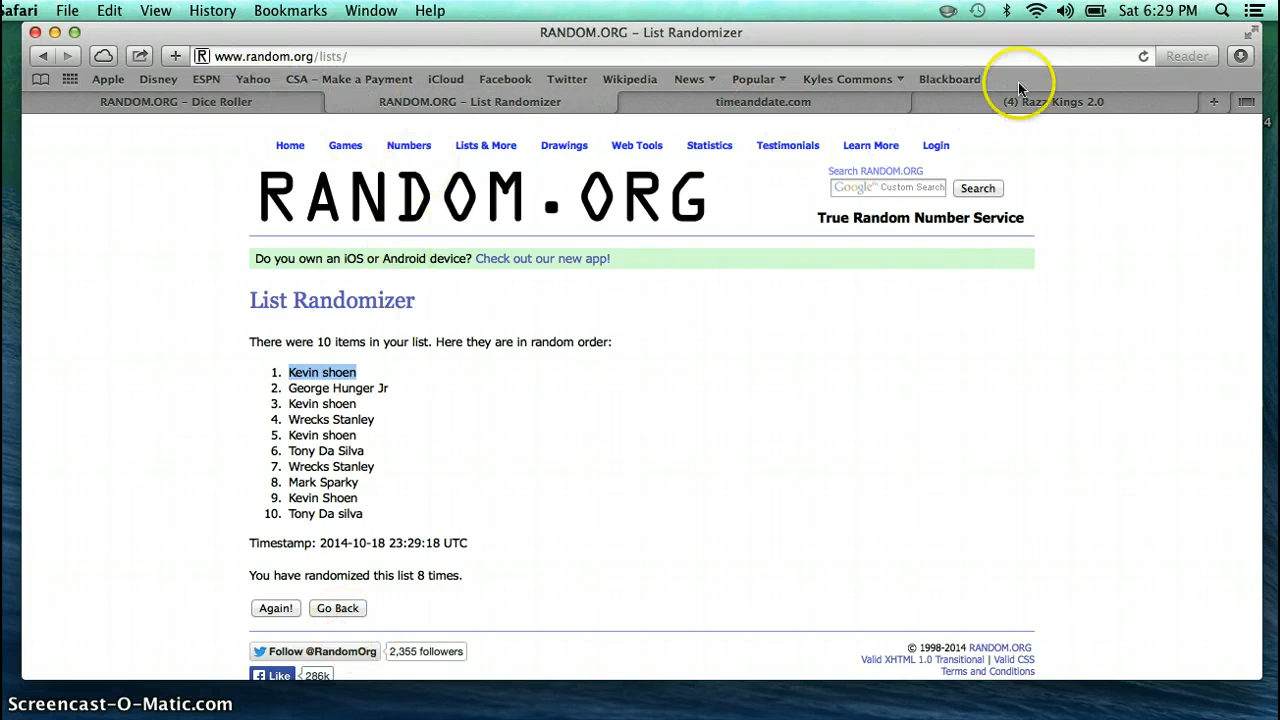 Safari File Edit View History Bookmarks Window Help Sat 6:29 PM
RANDOM.ORG – List Randomizer
R www.random.org/lists/ Reader
Apple Disney ESPN Yahoo CSA – Make a Payment iCloud Facebook Twitter Wikipedia News Popular Kyles Commons Blackboard
RANDOM.ORG – Dice Roller RANDOM.ORG – List Randomizer timeanddate.com (4) Razz Kings 2.0 +
4
Home Games Numbers Lists & More Drawings Web Tools Statistics Testimonials Learn More Login
RANDOM.ORG
Search RANDOM.ORG
Google™ Custom Search Search
True Random Number Service
Do you own an iOS or Android device? Check out our new app!
List Randomizer
There were 10 items in your list. Here they are in random order:
1. Kevin shoen
2. George Hunger Jr
3. Kevin shoen
4. Wrecks Stanley
5. Kevin shoen
6. Tony Da Silva
7. Wrecks Stanley
8. Mark Sparky
9. Kevin Shoen
10. Tony Da silva
Timestamp: 2014-10-18 23:29:18 UTC
You have randomized this list 8 times.
Again! Go Back
Follow @RandomOrg 2,355 followers
Like 286k
© 1998-2014 RANDOM.ORG
Valid XHTML 1.0 Transitional | Valid CSS
Terms and Conditions
Screencast-O-Matic.com